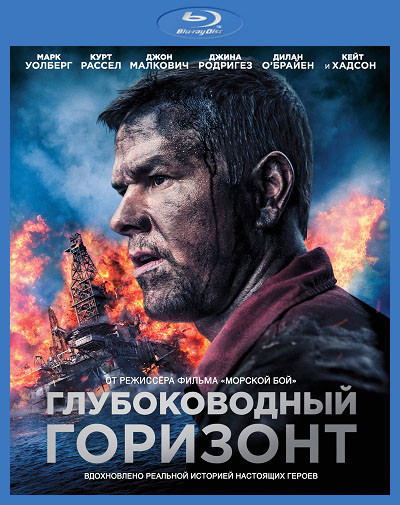 Blu-ray Disc
МАРК КУРТ ДЖОН ДЖИНА ДИЛАН КЕЙТ
УОЛБЕРГ РАССЕЛ МАЛКОВИЧ РОДРИГЕЗ О'БРАЙЕН И ХАДСОН
ОТ РЕЖИССЁРА ФИЛЬМА «МОРСКОЙ БОЙ»
ГЛУБОКОВОДНЫЙ
ГОРИЗОНТ
ВДОХНОВЛЕНО РЕАЛЬНОЙ ИСТОРИЕЙ НАСТОЯЩИХ ГЕРОЕВ